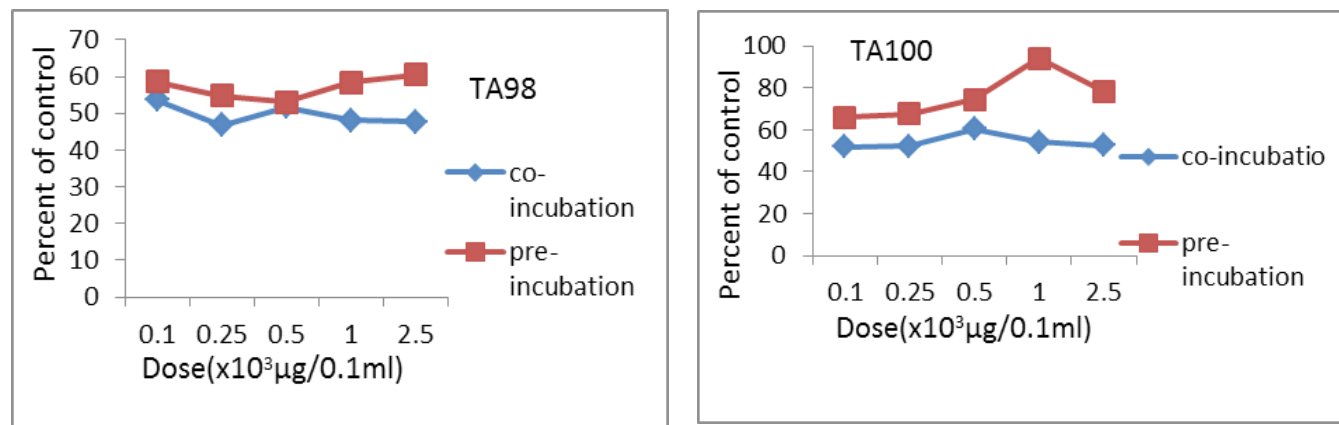 70
60
50
40
30
20
10
0
Percent of control
TA98
co-
incubation
pre-
incubation
0.1 0.25 0.5 1 2.5
Dose(x10³µg/0.1ml)
100
80
60
40
20
0
Percent of control
TA100
co-incubatio
pre-
incubation
0.1 0.25 0.5 1 2.5
Dose(x10³µg/0.1ml)